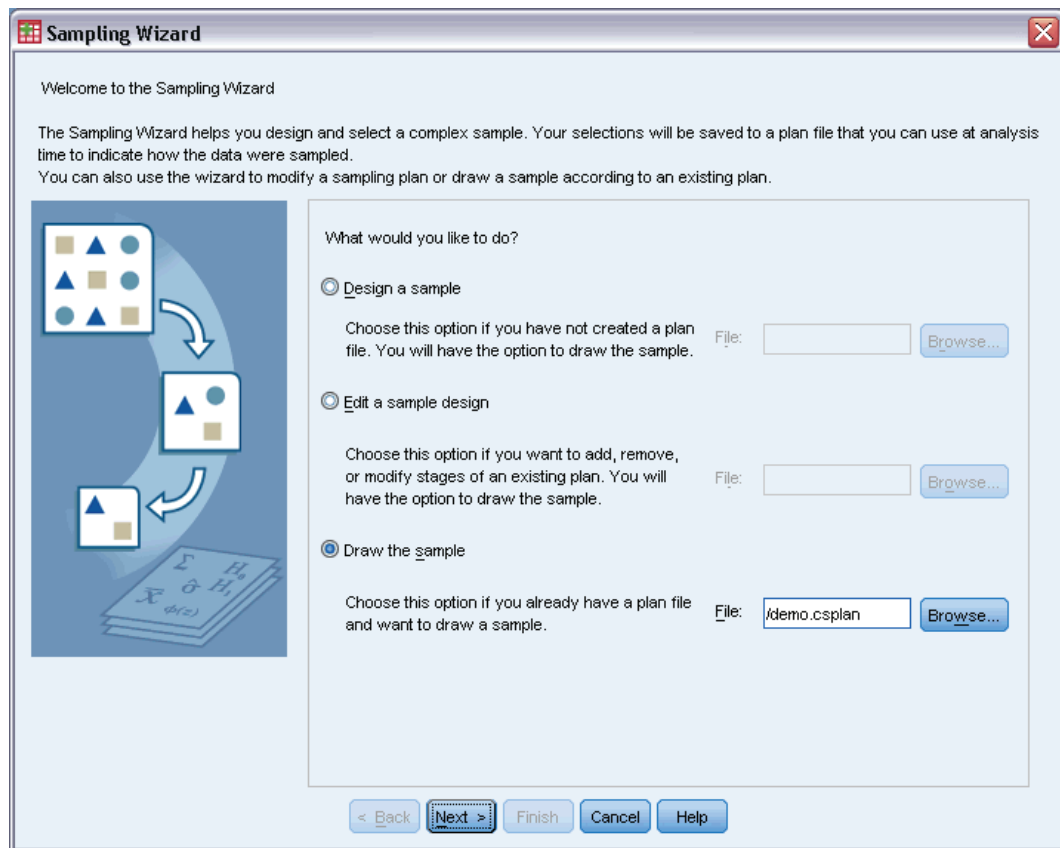 Sampling Wizard
Welcome to the Sampling Wizard
The Sampling Wizard helps you design and select a complex sample. Your selections will be saved to a plan file that you can use at analysis
time to indicate how the data were sampled.
You can also use the wizard to modify a sampling plan or draw a sample according to an existing plan.
What would you like to do?
Design a sample
Choose this option if you have not created a plan
file. You will have the option to draw the sample.
File:
Browse...
Edit a sample design
Choose this option if you want to add, remove,
or modify stages of an existing plan. You will
have the option to draw the sample.
File:
Browse...
Draw the sample
Choose this option if you already have a plan file
and want to draw a sample.
File:
/demo.csplan
Browse...
Σ H₀
x̄ σ̂ H₁
ϕ(z)
< Back Next > Finish Cancel Help